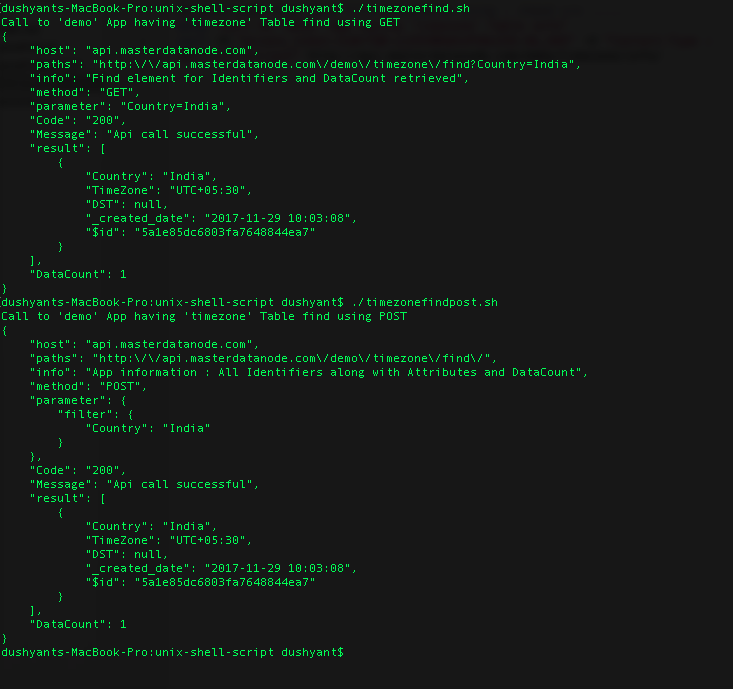 dushyants-MacBook-Pro:unix-shell-script dushyant$ ./timezonefind.sh
Call to 'demo' App having 'timezone' Table find using GET
{
    "host": "api.masterdatanode.com",
    "paths": "http:\/\/api.masterdatanode.com\/demo\/timezone\/find?Country=India",
    "info": "Find element for Identifiers and DataCount retrieved",
    "method": "GET",
    "parameter": "Country=India",
    "Code": "200",
    "Message": "Api call successful",
    "result": [
        {
            "Country": "India",
            "TimeZone": "UTC+05:30",
            "DST": null,
            "_created_date": "2017-11-29 10:03:08",
            "$id": "5a1e85dc6803fa7648844ea7"
        }
    ],
    "DataCount": 1
}
dushyants-MacBook-Pro:unix-shell-script dushyant$ ./timezonefindpost.sh
Call to 'demo' App having 'timezone' Table find using POST
{
    "host": "api.masterdatanode.com",
    "paths": "http:\/\/api.masterdatanode.com\/demo\/timezone\/find\/",
    "info": "App information : All Identifiers along with Attributes and DataCount",
    "method": "POST",
    "parameter": {
        "filter": {
            "Country": "India"
        }
    },
    "Code": "200",
    "Message": "Api call successful",
    "result": [
        {
            "Country": "India",
            "TimeZone": "UTC+05:30",
            "DST": null,
            "_created_date": "2017-11-29 10:03:08",
            "$id": "5a1e85dc6803fa7648844ea7"
        }
    ],
    "DataCount": 1
}
dushyants-MacBook-Pro:unix-shell-script dushyant$